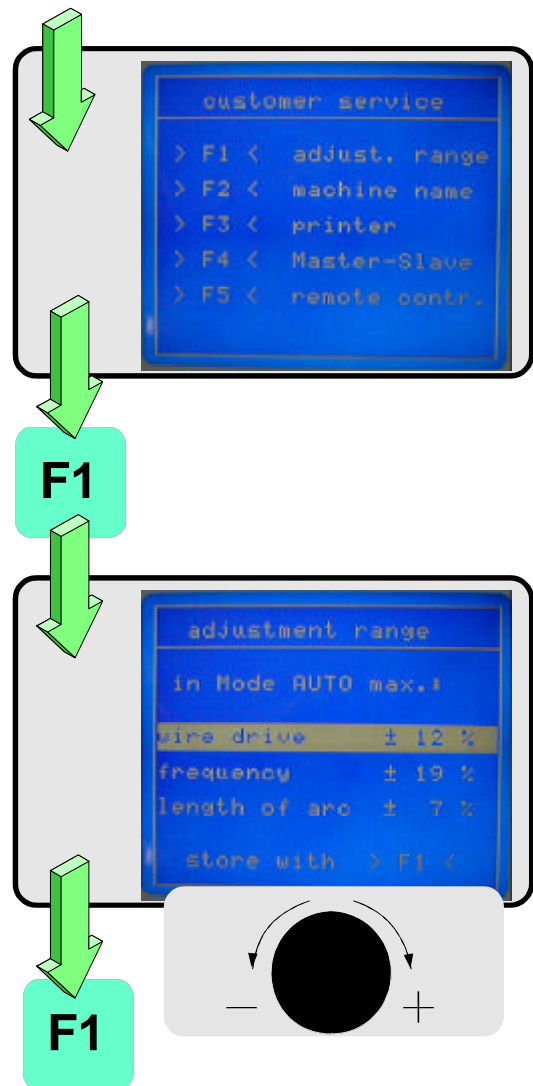 customer service
> F1 < adjust. range
> F2 < machine name
> F3 < printer
> F4 < Master-Slave
> F5 < remote contr.
F1
adjustment range
in Mode AUTO max.:
wire drive ± 12 %
frequency ± 19 %
length of arc ± 7 %
store with > F1 <
− +
F1